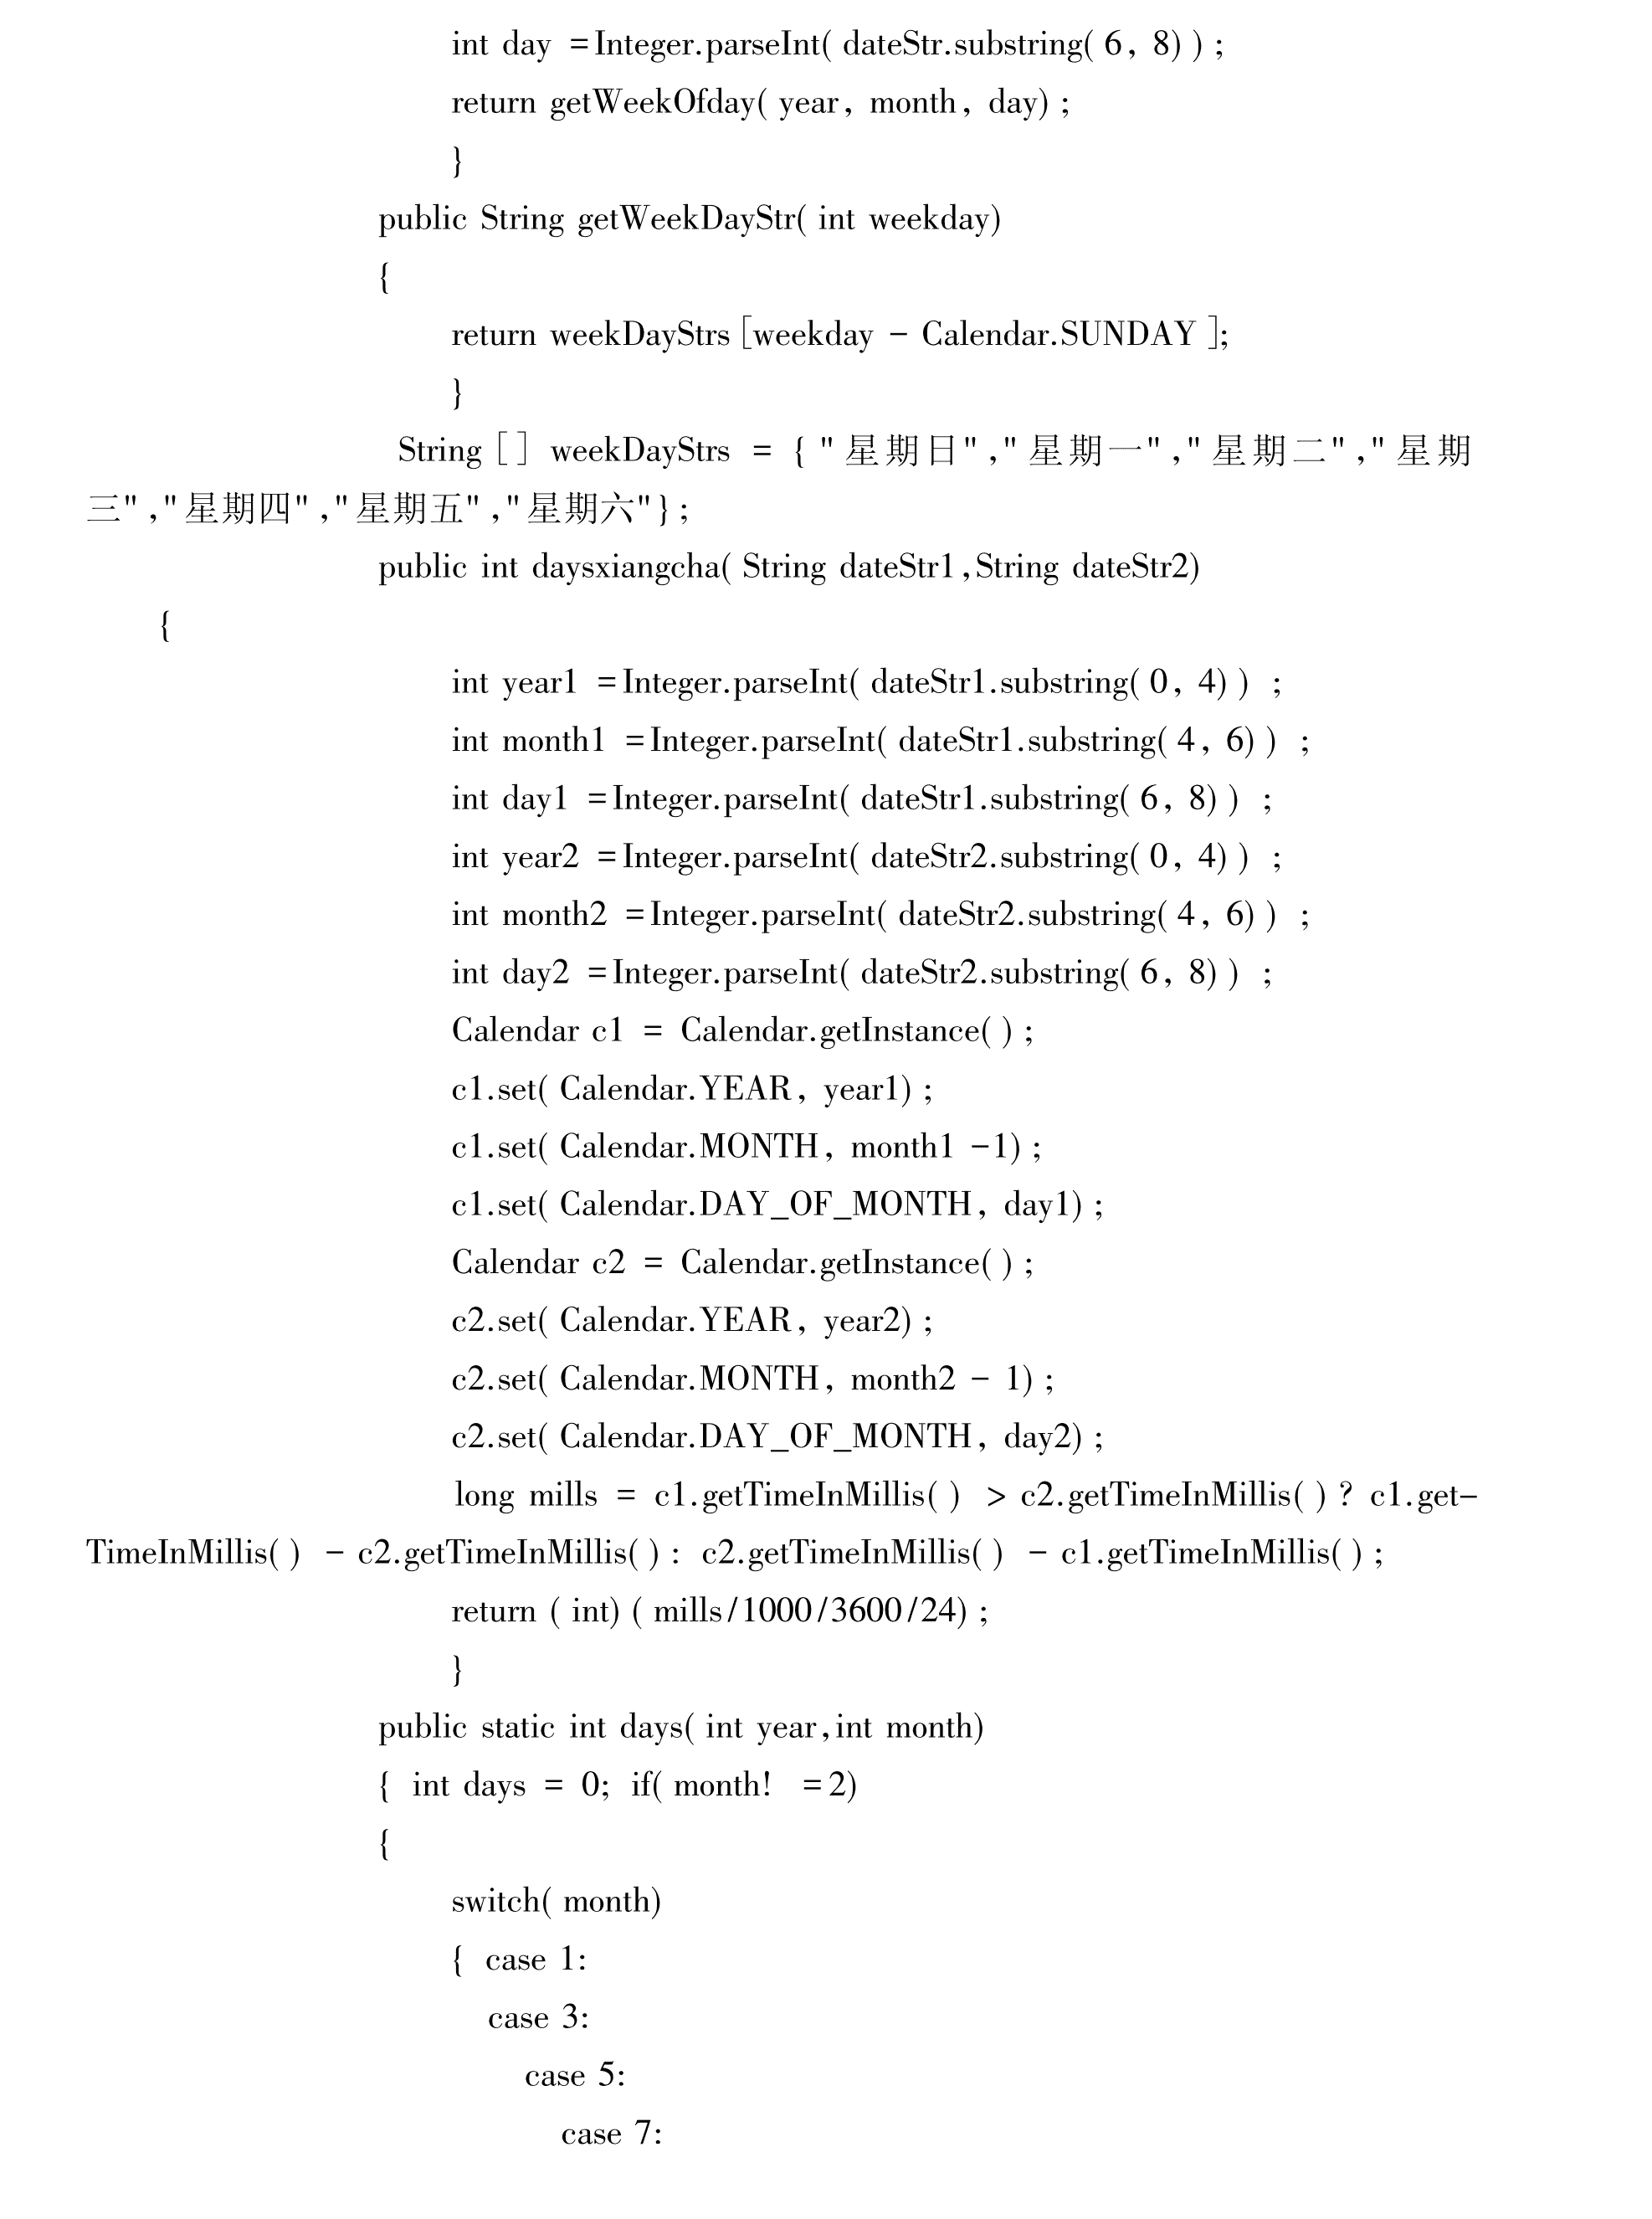 int day =Integer.parseInt( dateStr.substring( 6, 8) ) ;
return getWeekOfday( year, month, day) ;
}
public String getWeekDayStr( int weekday)
{
return weekDayStrs [weekday - Calendar.SUNDAY ];
}
String [ ] weekDayStrs = { "星期日" ,"星期一" ,"星期二" ,"星期
三" ,"星期四" ,"星期五" ,"星期六"} ;
public int daysxiangcha( String dateStr1 ,String dateStr2)
{
int year1 =Integer.parseInt( dateStr1.substring( 0, 4) ) ;
int month1 =Integer.parseInt( dateStr1.substring( 4, 6) ) ;
int day1 =Integer.parseInt( dateStr1.substring( 6, 8) ) ;
int year2 =Integer.parseInt( dateStr2.substring( 0, 4) ) ;
int month2 =Integer.parseInt( dateStr2.substring( 4, 6) ) ;
int day2 =Integer.parseInt( dateStr2.substring( 6, 8) ) ;
Calendar c1 = Calendar.getInstance( ) ;
c1.set( Calendar.YEAR, year1) ;
c1.set( Calendar.MONTH, month1 -1) ;
c1.set( Calendar.DAY_OF_MONTH, day1) ;
Calendar c2 = Calendar.getInstance( ) ;
c2.set( Calendar.YEAR, year2) ;
c2.set( Calendar.MONTH, month2 - 1) ;
c2.set( Calendar.DAY_OF_MONTH, day2) ;
long mills = c1.getTimeInMillis( ) > c2.getTimeInMillis( ) ? c1.get-
TimeInMillis( ) - c2.getTimeInMillis( ) : c2.getTimeInMillis( ) - c1.getTimeInMillis( ) ;
return ( int) ( mills/1000/3600/24) ;
}
public static int days( int year,int month)
{ int days = 0; if( month! =2)
{
switch( month)
{ case 1:
case 3:
case 5:
case 7: